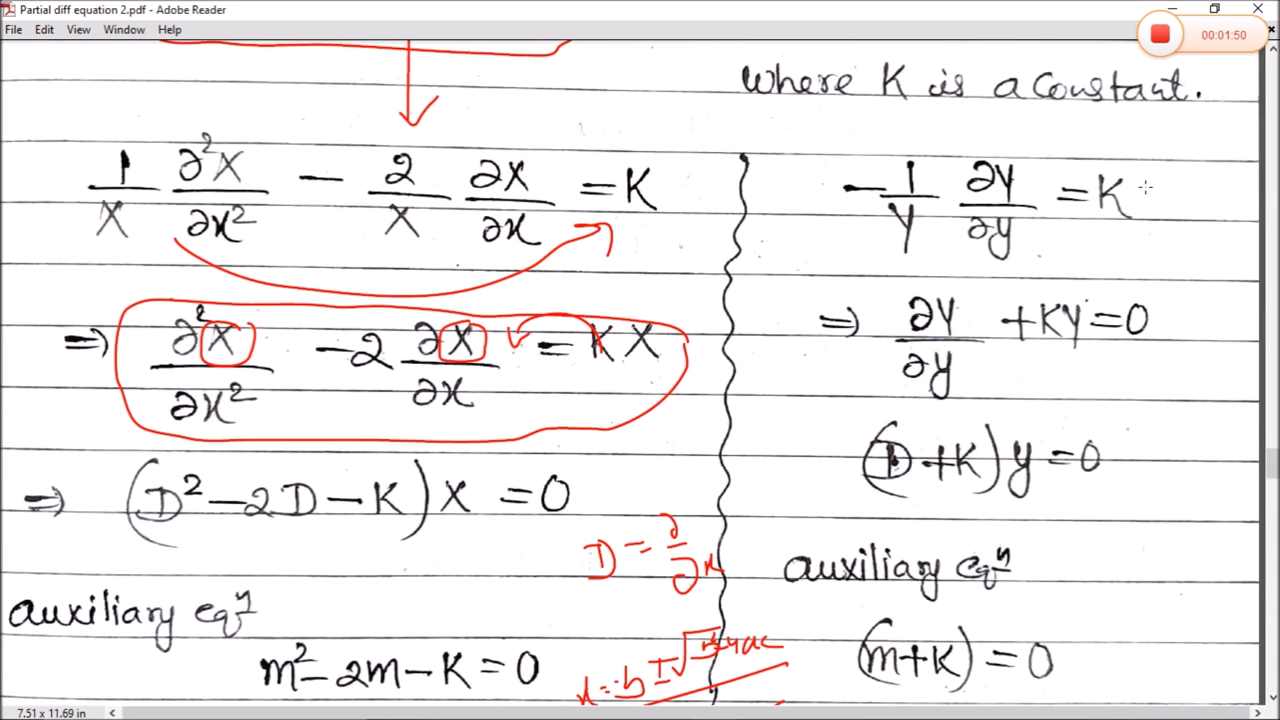 Partial diff equation 2.pdf - Adobe Reader
File Edit View Window Help
00:01:50
where K is a constant.
1/X ∂²X/∂x² − 2/X ∂X/∂x = K
⇒ ∂²X/∂x² − 2 ∂X/∂x = KX
⇒ (D² − 2D − K) X = 0
D = ∂/∂x
auxiliary eqⁿ
m² − 2m − K = 0
−1/Y ∂Y/∂y = K
⇒ ∂Y/∂y + KY = 0
(D + K) y = 0
auxiliary eqⁿ
(m + K) = 0
7.51 x 11.69 in